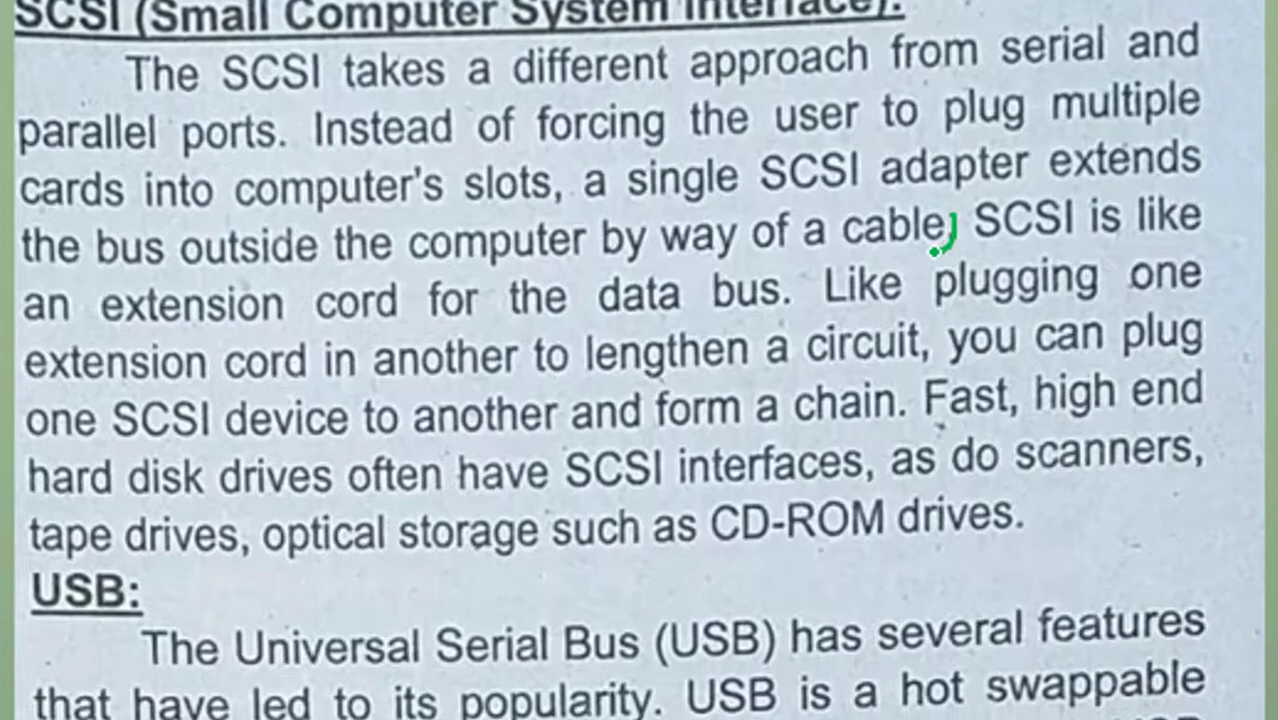 SCSI (Small Computer System Interface):
The SCSI takes a different approach from serial and
parallel ports. Instead of forcing the user to plug multiple
cards into computer's slots, a single SCSI adapter extends
the bus outside the computer by way of a cable, SCSI is like
an extension cord for the data bus. Like plugging one
extension cord in another to lengthen a circuit, you can plug
one SCSI device to another and form a chain. Fast, high end
hard disk drives often have SCSI interfaces, as do scanners,
tape drives, optical storage such as CD-ROM drives.
USB:
The Universal Serial Bus (USB) has several features
that have led to its popularity. USB is a hot swappable